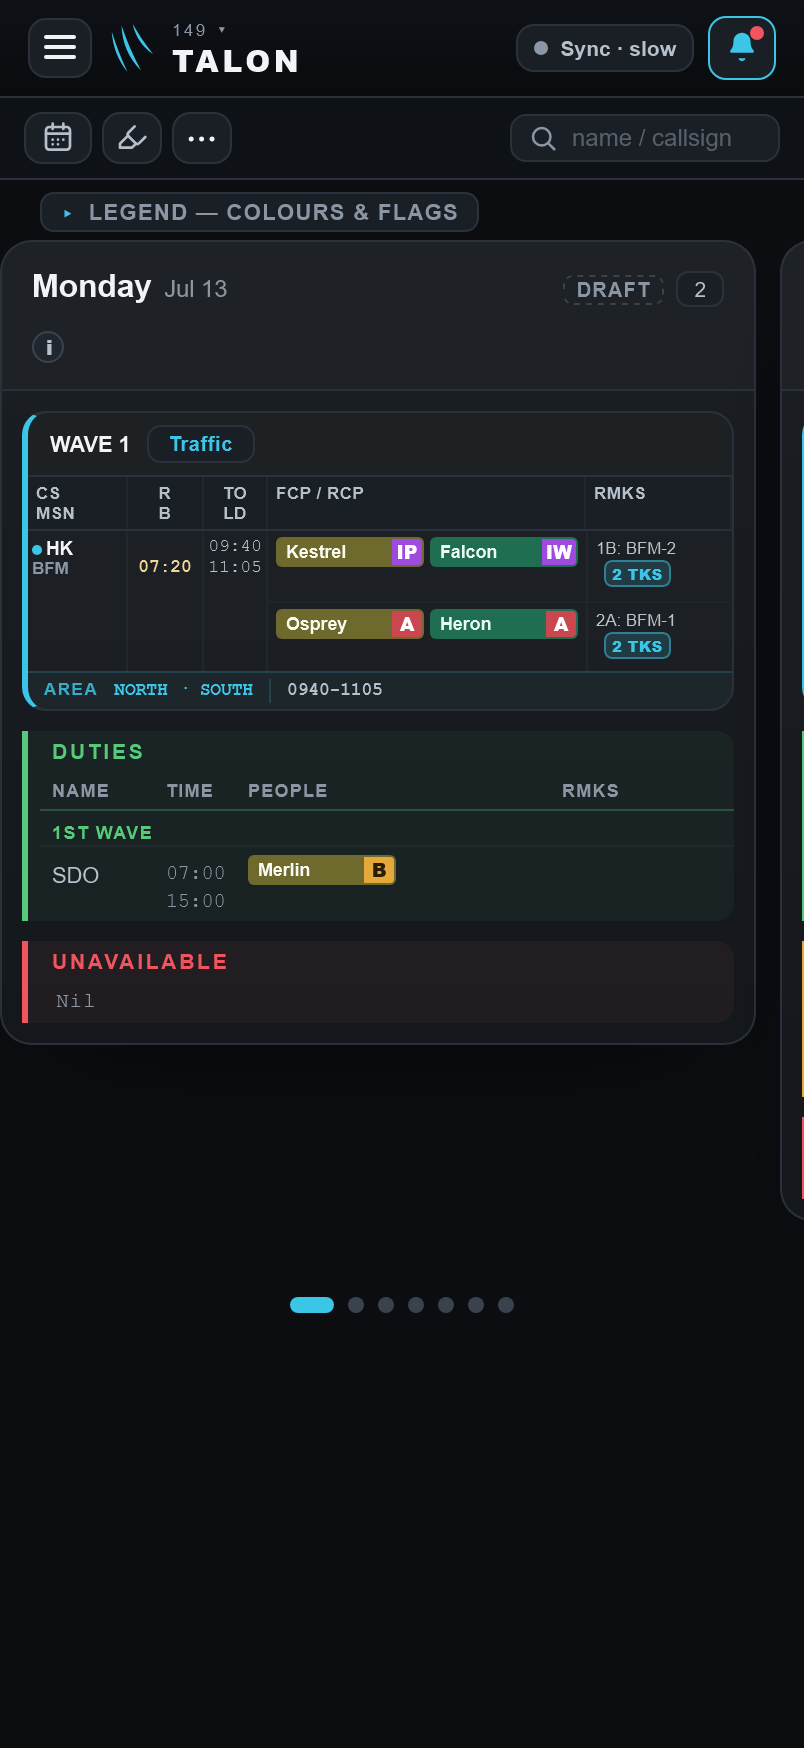 149 ▾
TALON
Sync · slow
name / callsign
▸ LEGEND — COLOURS & FLAGS
Monday Jul 13 DRAFT 2
i
WAVE 1 Traffic
CS R TO FCP / RCP RMKS
MSN B LD
HK 07:20 09:40 Kestrel IP Falcon IW 1B: BFM-2
BFM 11:05 2 TKS
Osprey A Heron A 2A: BFM-1
2 TKS
AREA NORTH · SOUTH 0940–1105
DUTIES
NAME TIME PEOPLE RMKS
1ST WAVE
SDO 07:00 Merlin B
15:00
UNAVAILABLE
Nil